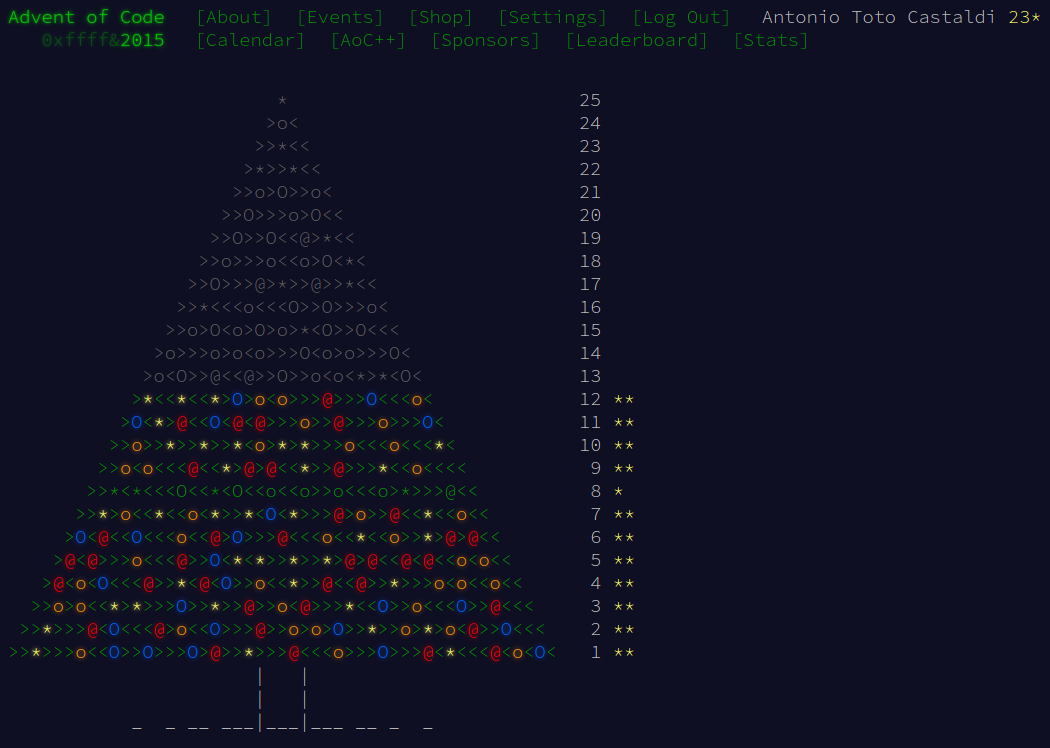 Advent of Code [About] [Events] [Shop] [Settings] [Log Out] Antonio Toto Castaldi 23*
0xffff&2015 [Calendar] [AoC++] [Sponsors] [Leaderboard] [Stats]
* 25
>o< 24
>>*<< 23
>*>>*<< 22
>>o>O>>o< 21
>>O>>>o>O<< 20
>>O>>O<<@>*<< 19
>>o>>>o<<o>O<*< 18
>>O>>>@>*>>@>>*<< 17
>>*<<<o<<<O>>O>>>o< 16
>>o>O<o>O>o>*<O>>O<<< 15
>o>>>o>o<o>>>O<o>o>>>O< 14
>o<O>>@<<@>>O>>o<o<*>*<O< 13
>*<<*<<*>O>o<o>>>@>>>O<<<o< 12 **
>O<*>@<<O<@<@>>>o>>@>>>o>>>O< 11 **
>>o>>*>>*>>*<o>*>*>>>o<<<o<<<*< 10 **
>>o<o<<<@<<*>@>@<<*>>@>>>*<<o<<<< 9 **
>>*<*<<<O<<*<O<<o<<o>>o<<<o>*>>>@<< 8 *
>>*>o<<*<<o<*>>*<O<*>>>@>o>>@<<*<<o<< 7 **
>O<@<<O<<<o<<@>O>>>@<<<o<<*<<o>>*>@>@<< 6 **
>@<@>>>o<<<@>>O<*<*>>*>>*>@>@<<@<@<<o<o<< 5 **
>@<o<O<<<@>>*<@<O>>o<<*>>@<<@>>*>>>o<o<<o<< 4 **
>>o>o<<*>*>>>O>>*>>@>>o<@>>>*<<O>>o<<<O>>@<<< 3 **
>>*>>>@<O<<<@>o<<O>>>@>>o>o>O>>*>>o>*>o<@>>O<<< 2 **
>>*>>>o<<O>>O>>>O>@>>*>>>@<<<o>>>O>>>@<*<<<@<o<O< 1 **
| |
| |
_ _ __ ___|___|___ __ _ _